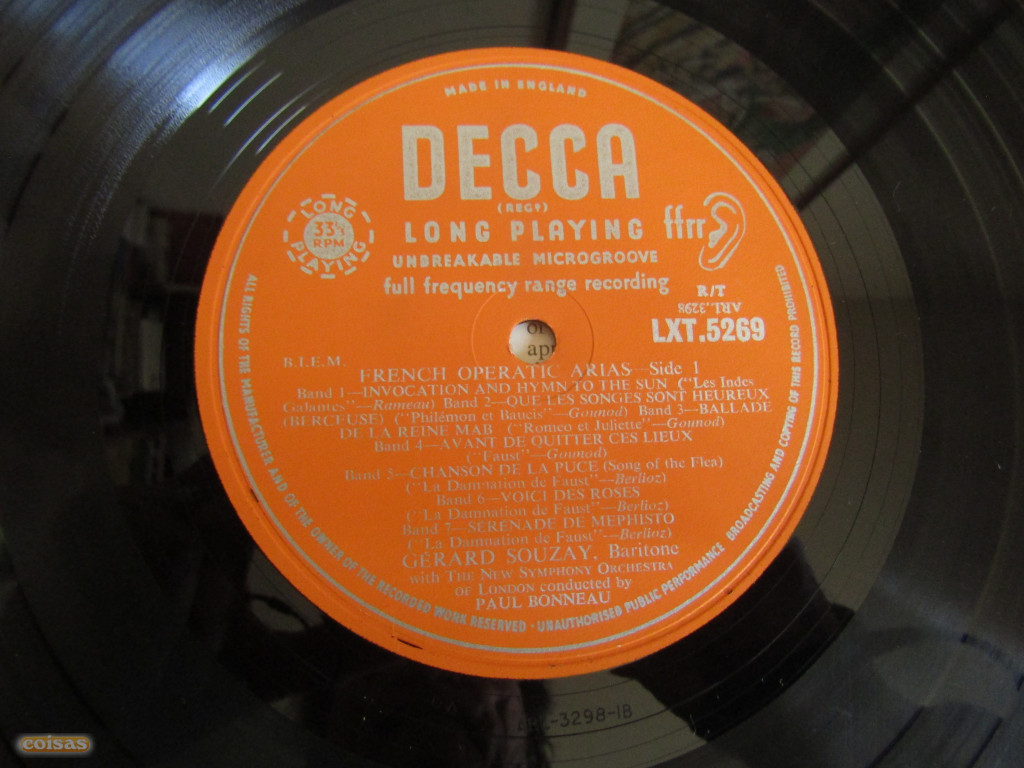 MADE IN ENGLAND
DECCA
(REGD)
LONG PLAYING
33⅓ RPM
LONG PLAYING
ffrr
UNBREAKABLE MICROGROOVE
full frequency range recording
R/T
ARL.3298
LXT.5269
B.I.E.M.
FRENCH OPERATIC ARIAS—Side 1
Band 1—INVOCATION AND HYMN TO THE SUN ("Les Indes
Galantes"—Rameau) Band 2—QUE LES SONGES SONT HEUREUX
(BERCEUSE) ("Philémon et Baucis"—Gounod) Band 3—BALLADE
DE LA REINE MAB ("Romeo et Juliette"—Gounod)
Band 4—AVANT DE QUITTER CES LIEUX
("Faust"—Gounod)
Band 5—CHANSON DE LA PUCE (Song of the Flea)
("La Damnation de Faust"—Berlioz)
Band 6—VOICI DES ROSES
("La Damnation de Faust"—Berlioz)
Band 7—SERENADE DE MEPHISTO
("La Damnation de Faust"—Berlioz)
GÉRARD SOUZAY, Baritone
with THE NEW SYMPHONY ORCHESTRA
OF LONDON conducted by
PAUL BONNEAU
ALL RIGHTS OF THE MANUFACTURER AND OF THE OWNER OF THE RECORDED WORK RESERVED · UNAUTHORISED PUBLIC PERFORMANCE BROADCASTING AND COPYING OF THIS RECORD PROHIBITED
ARL-3298-1B
coisas